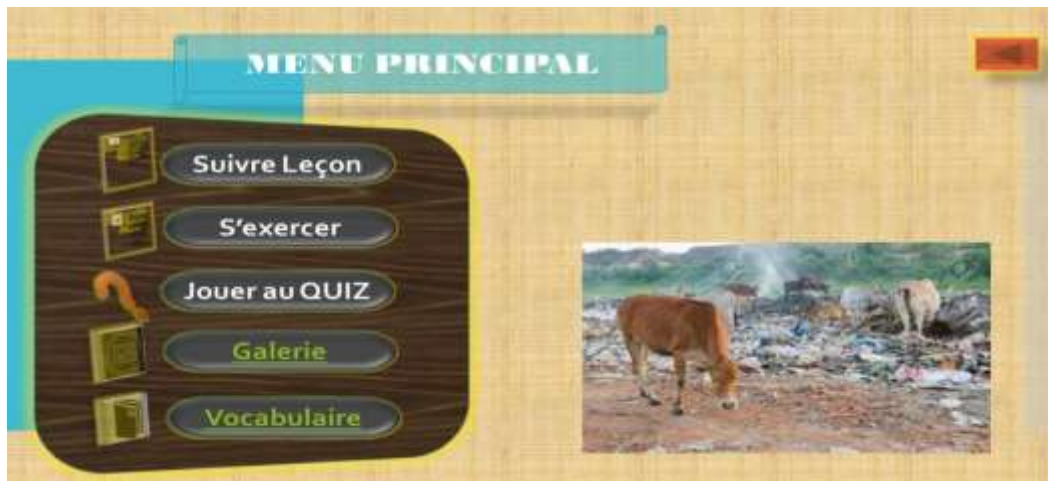 MENU PRINCIPAL
Suivre Leçon
S'exercer
Jouer au QUIZ
Galerie
Vocabulaire